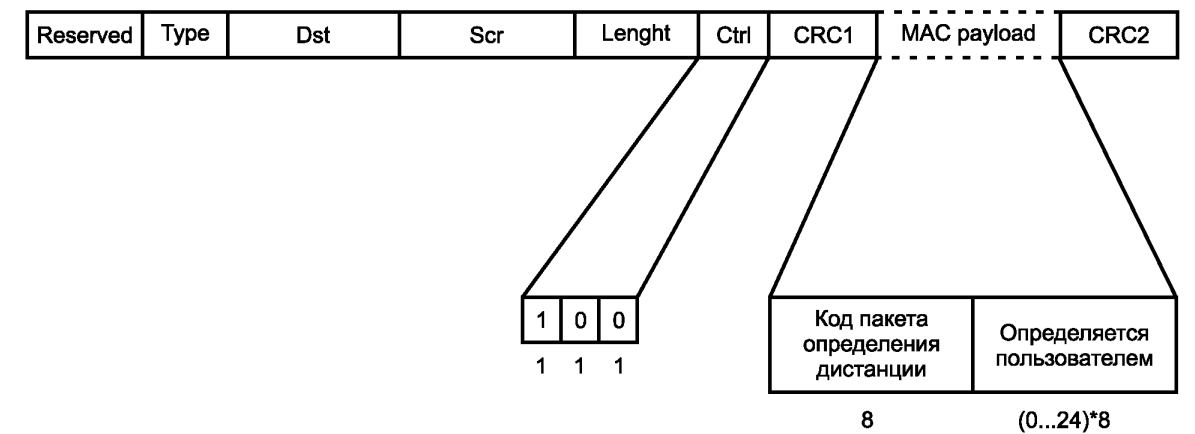 Reserved Type Dst Scr Lenght Ctrl CRC1 MAC payload CRC2
1 0 0
1 1 1
Код пакета
определения
дистанции
Определяется
пользователем
8 (0...24)*8